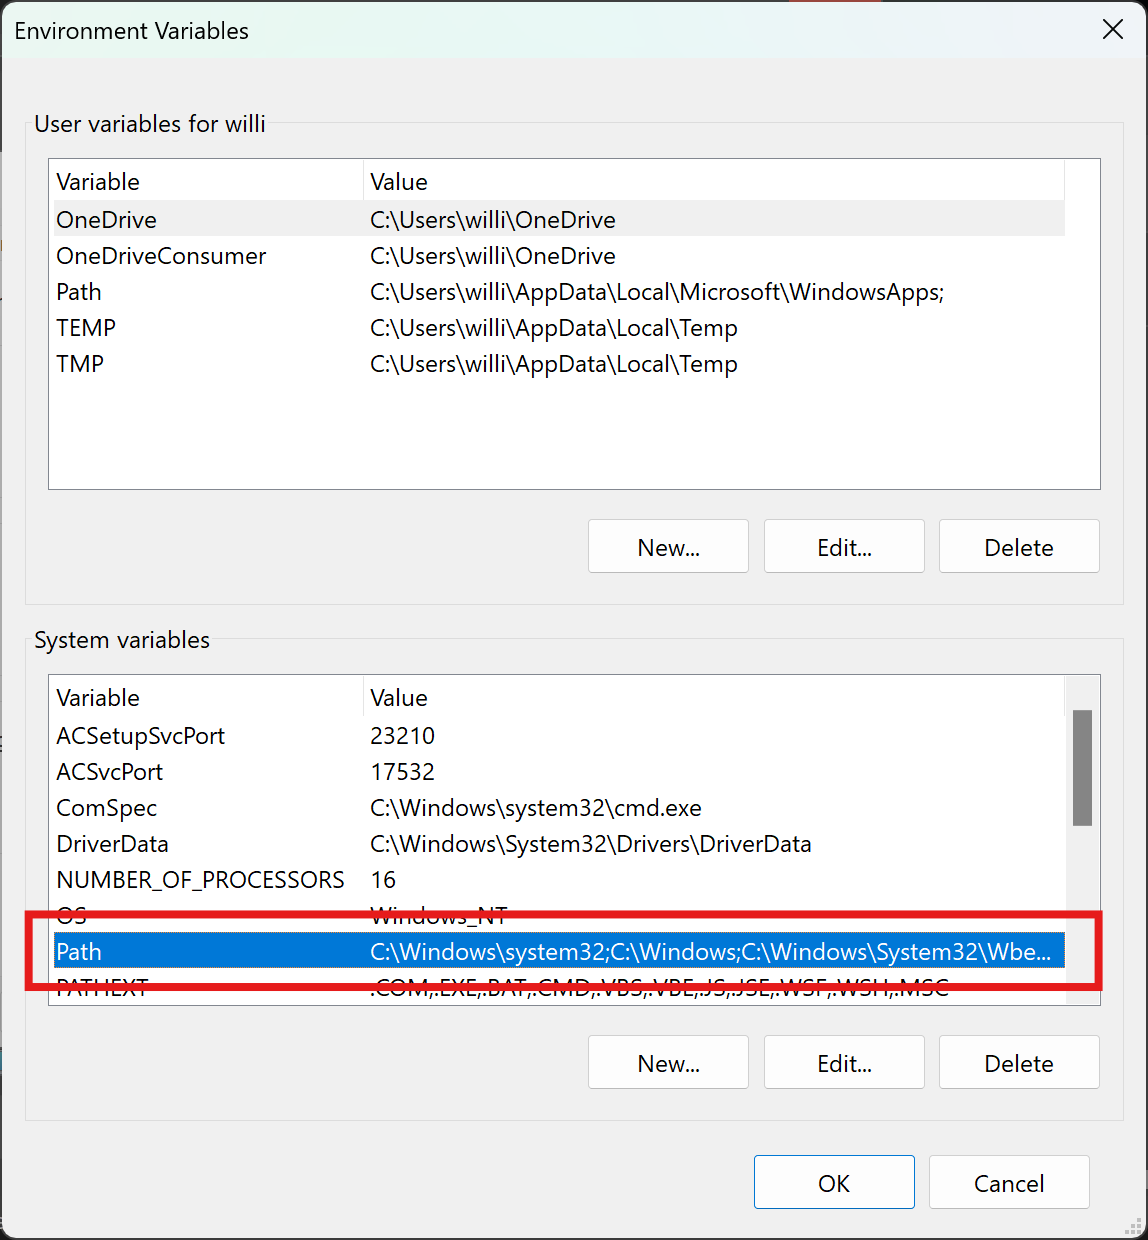 Environment Variables
User variables for willi
Variable Value
OneDrive C:\Users\willi\OneDrive
OneDriveConsumer C:\Users\willi\OneDrive
Path C:\Users\willi\AppData\Local\Microsoft\WindowsApps;
TEMP C:\Users\willi\AppData\Local\Temp
TMP C:\Users\willi\AppData\Local\Temp
New... Edit... Delete
System variables
Variable Value
ACSetupSvcPort 23210
ACSvcPort 17532
ComSpec C:\Windows\system32\cmd.exe
DriverData C:\Windows\System32\Drivers\DriverData
NUMBER_OF_PROCESSORS 16
OS Windows_NT
Path C:\Windows\system32;C:\Windows;C:\Windows\System32\Wbe...
PATHEXT .COM;.EXE;.BAT;.CMD;.VBS;.VBE;.JS;.JSE;.WSF;.WSH;.MSC
New... Edit... Delete
OK Cancel